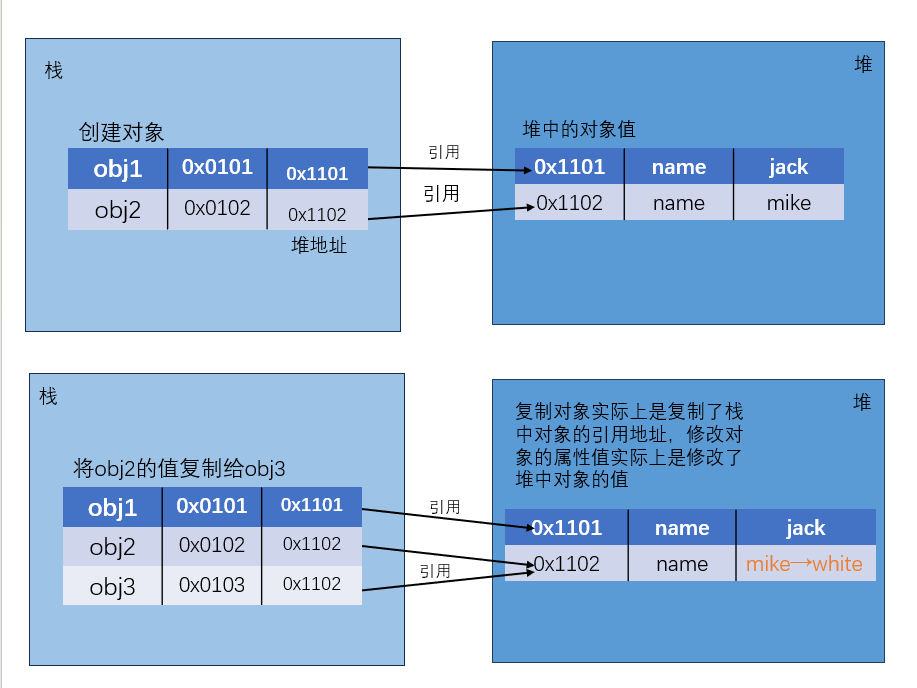 栈
堆
创建对象
堆中的对象值
obj1 0x0101 0x1101
引用
0x1101 name jack
obj2 0x0102 0x1102
引用
0x1102 name mike
堆地址
栈
堆
复制对象实际上是复制了栈
中对象的引用地址，修改对
象的属性值实际上是修改了
堆中对象的值
将obj2的值复制给obj3
obj1 0x0101 0x1101
引用
0x1101 name jack
obj2 0x0102 0x1102
引用
0x1102 name mike→white
obj3 0x0103 0x1102